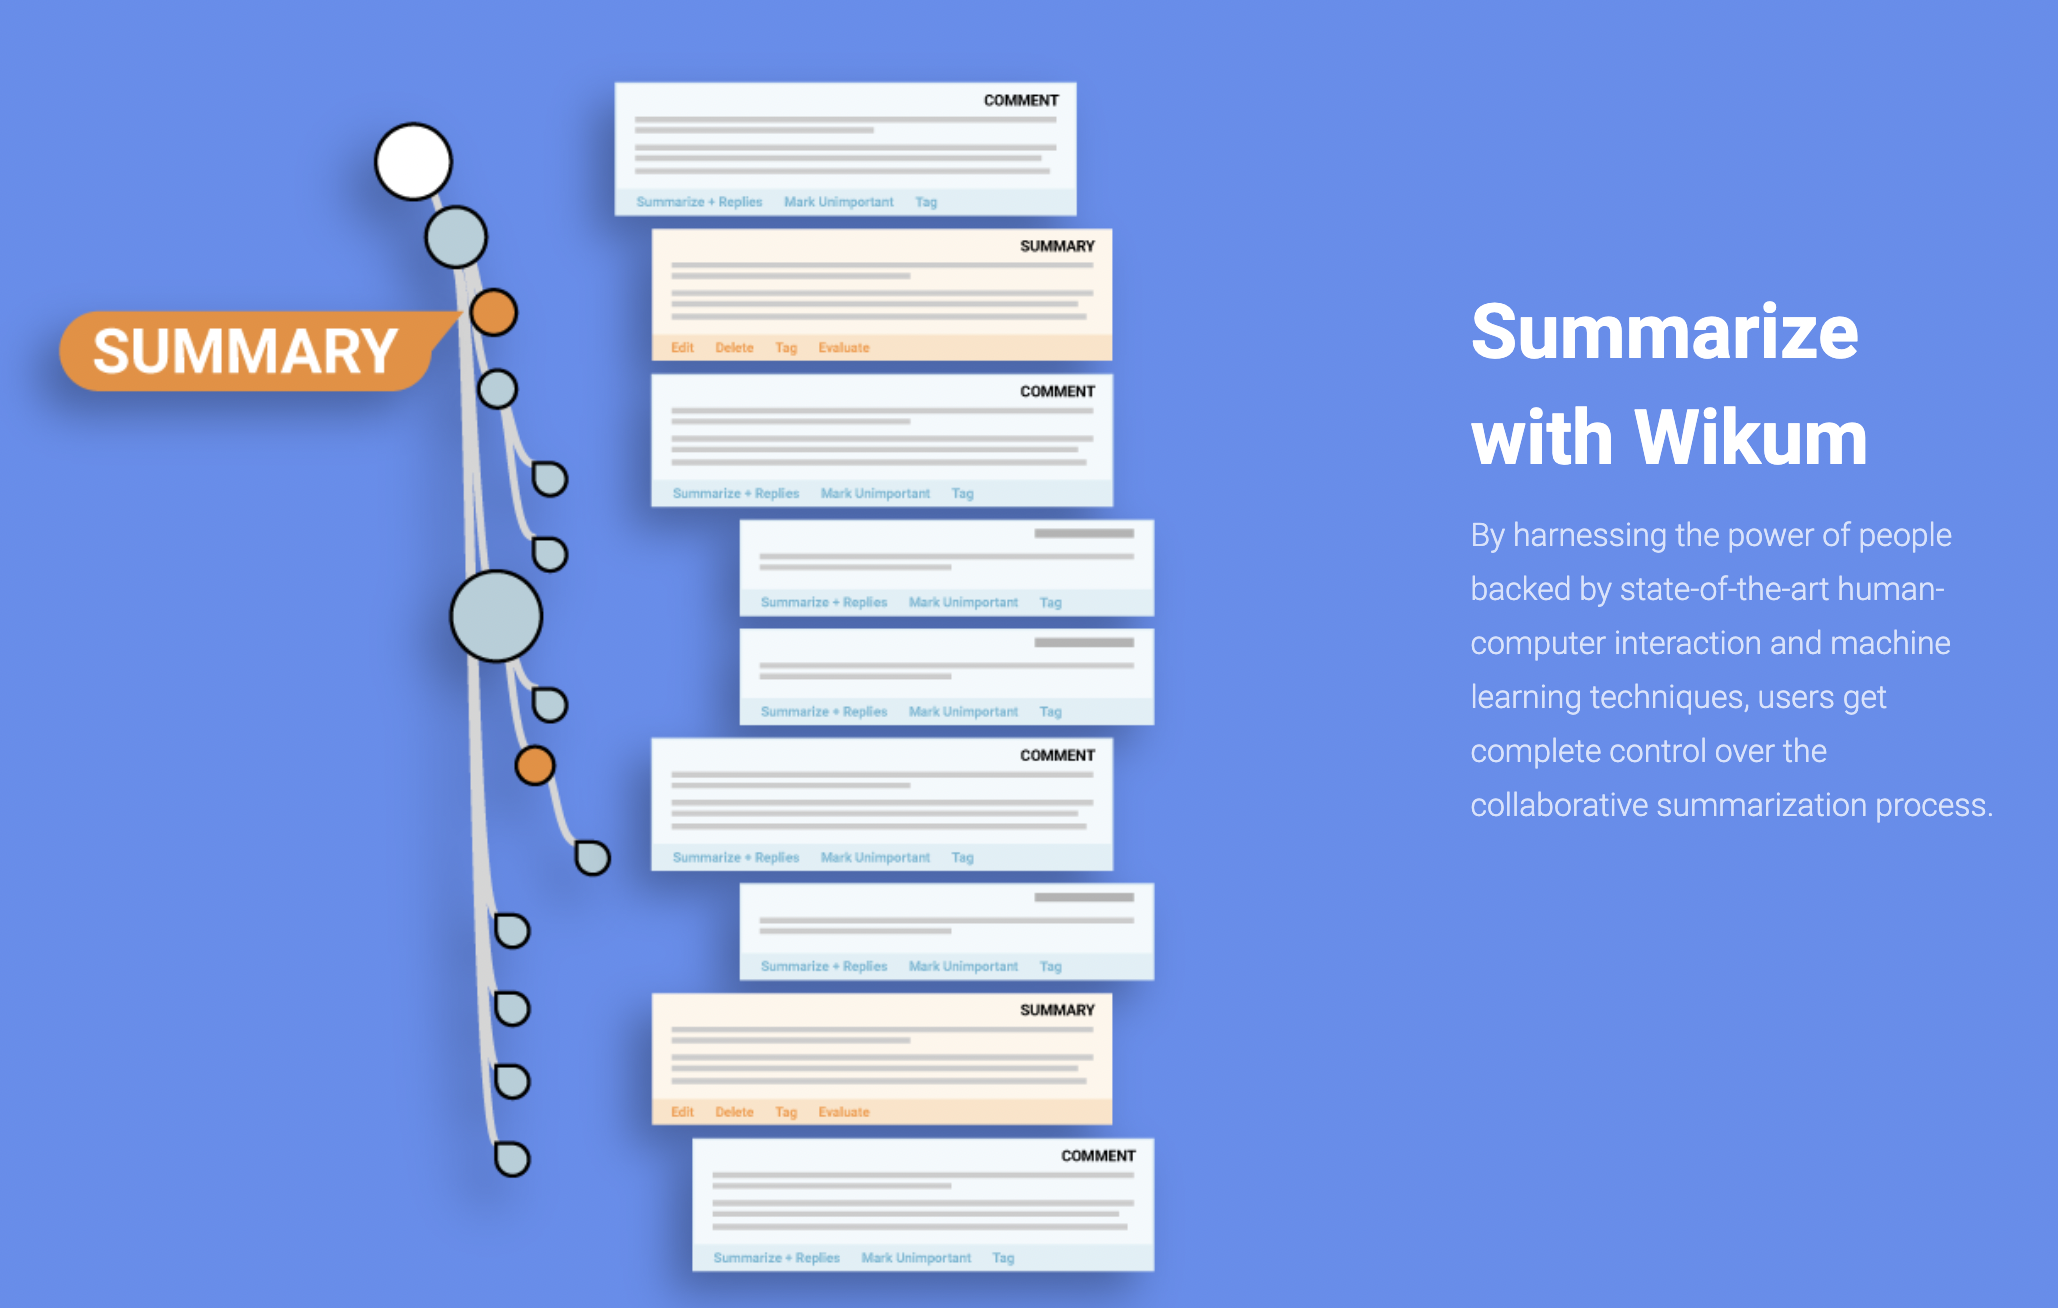 COMMENT
Summarize + Replies Mark Unimportant Tag
SUMMARY
Edit Delete Tag Evaluate
SUMMARY
COMMENT
Summarize + Replies Mark Unimportant Tag
Summarize + Replies Mark Unimportant Tag
Summarize + Replies Mark Unimportant Tag
COMMENT
Summarize + Replies Mark Unimportant Tag
Summarize + Replies Mark Unimportant Tag
SUMMARY
Edit Delete Tag Evaluate
COMMENT
Summarize + Replies Mark Unimportant Tag
Summarize
with Wikum
By harnessing the power of people
backed by state-of-the-art human-
computer interaction and machine
learning techniques, users get
complete control over the
collaborative summarization process.